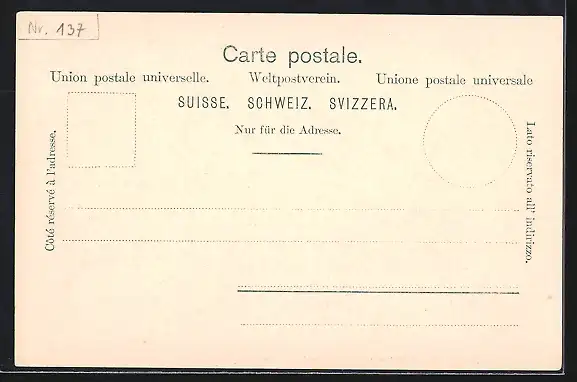 Nr. 137
Carte postale.
Union postale universelle. Weltpostverein. Unione postale universale
SUISSE. SCHWEIZ. SVIZZERA.
Nur für die Adresse.
Côté réservé à l'adresse.
Lato riservato all' indirizzo.